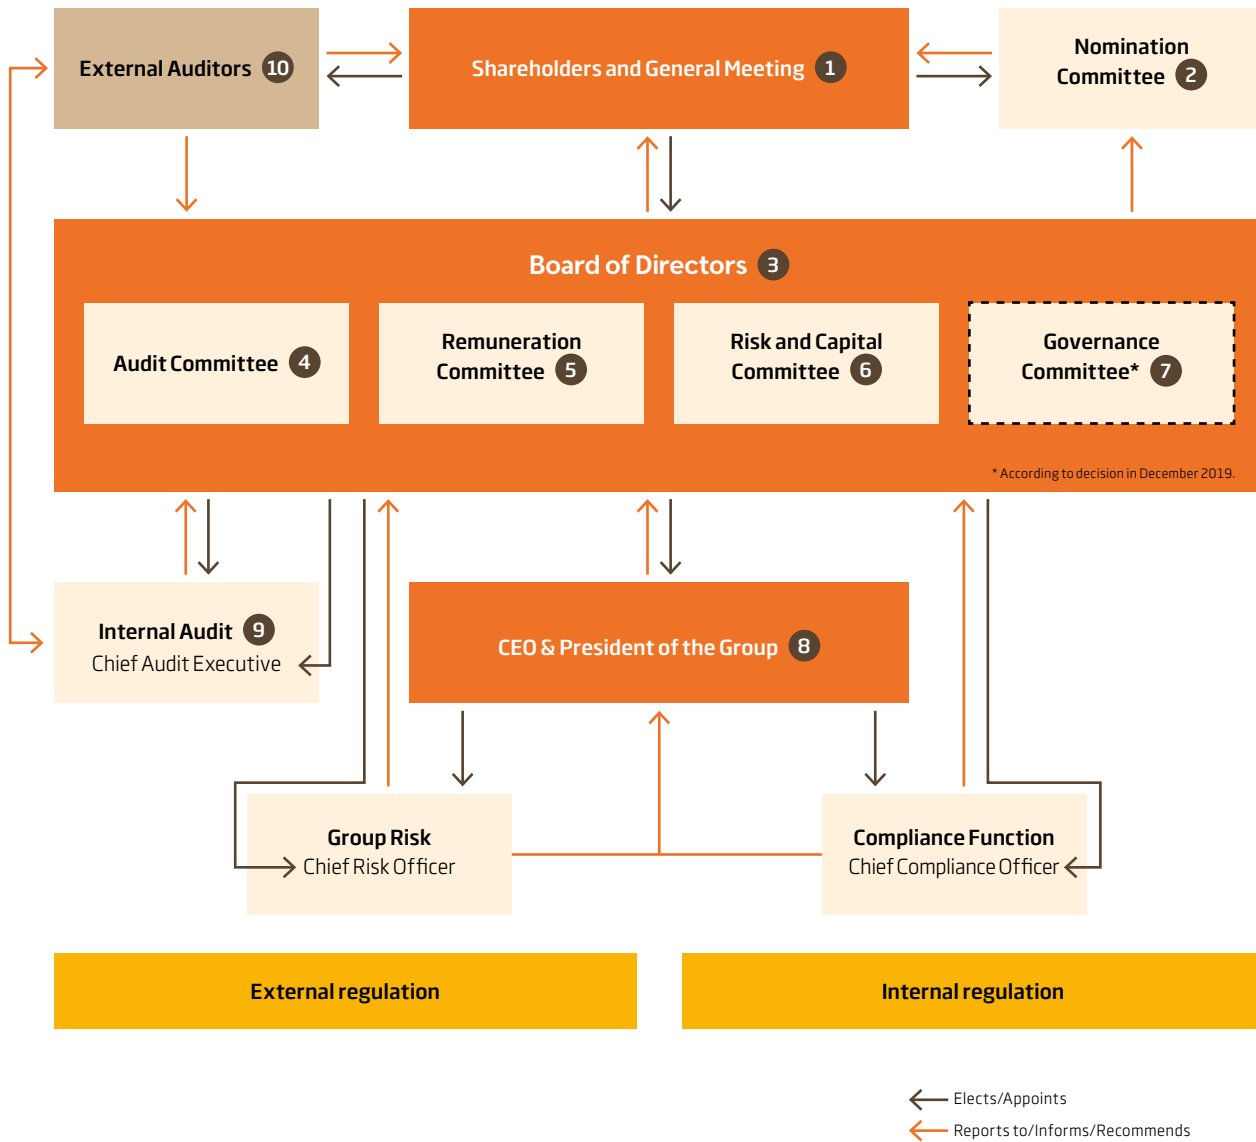 External Auditors 10
Shareholders and General Meeting 1
Nomination
Committee 2
Board of Directors 3
Audit Committee 4
Remuneration
Committee 5
Risk and Capital
Committee 6
Governance
Committee* 7
* According to decision in December 2019.
Internal Audit 9
Chief Audit Executive
CEO & President of the Group 8
Group Risk
Chief Risk Officer
Compliance Function
Chief Compliance Officer
External regulation
Internal regulation
Elects/Appoints
Reports to/Informs/Recommends